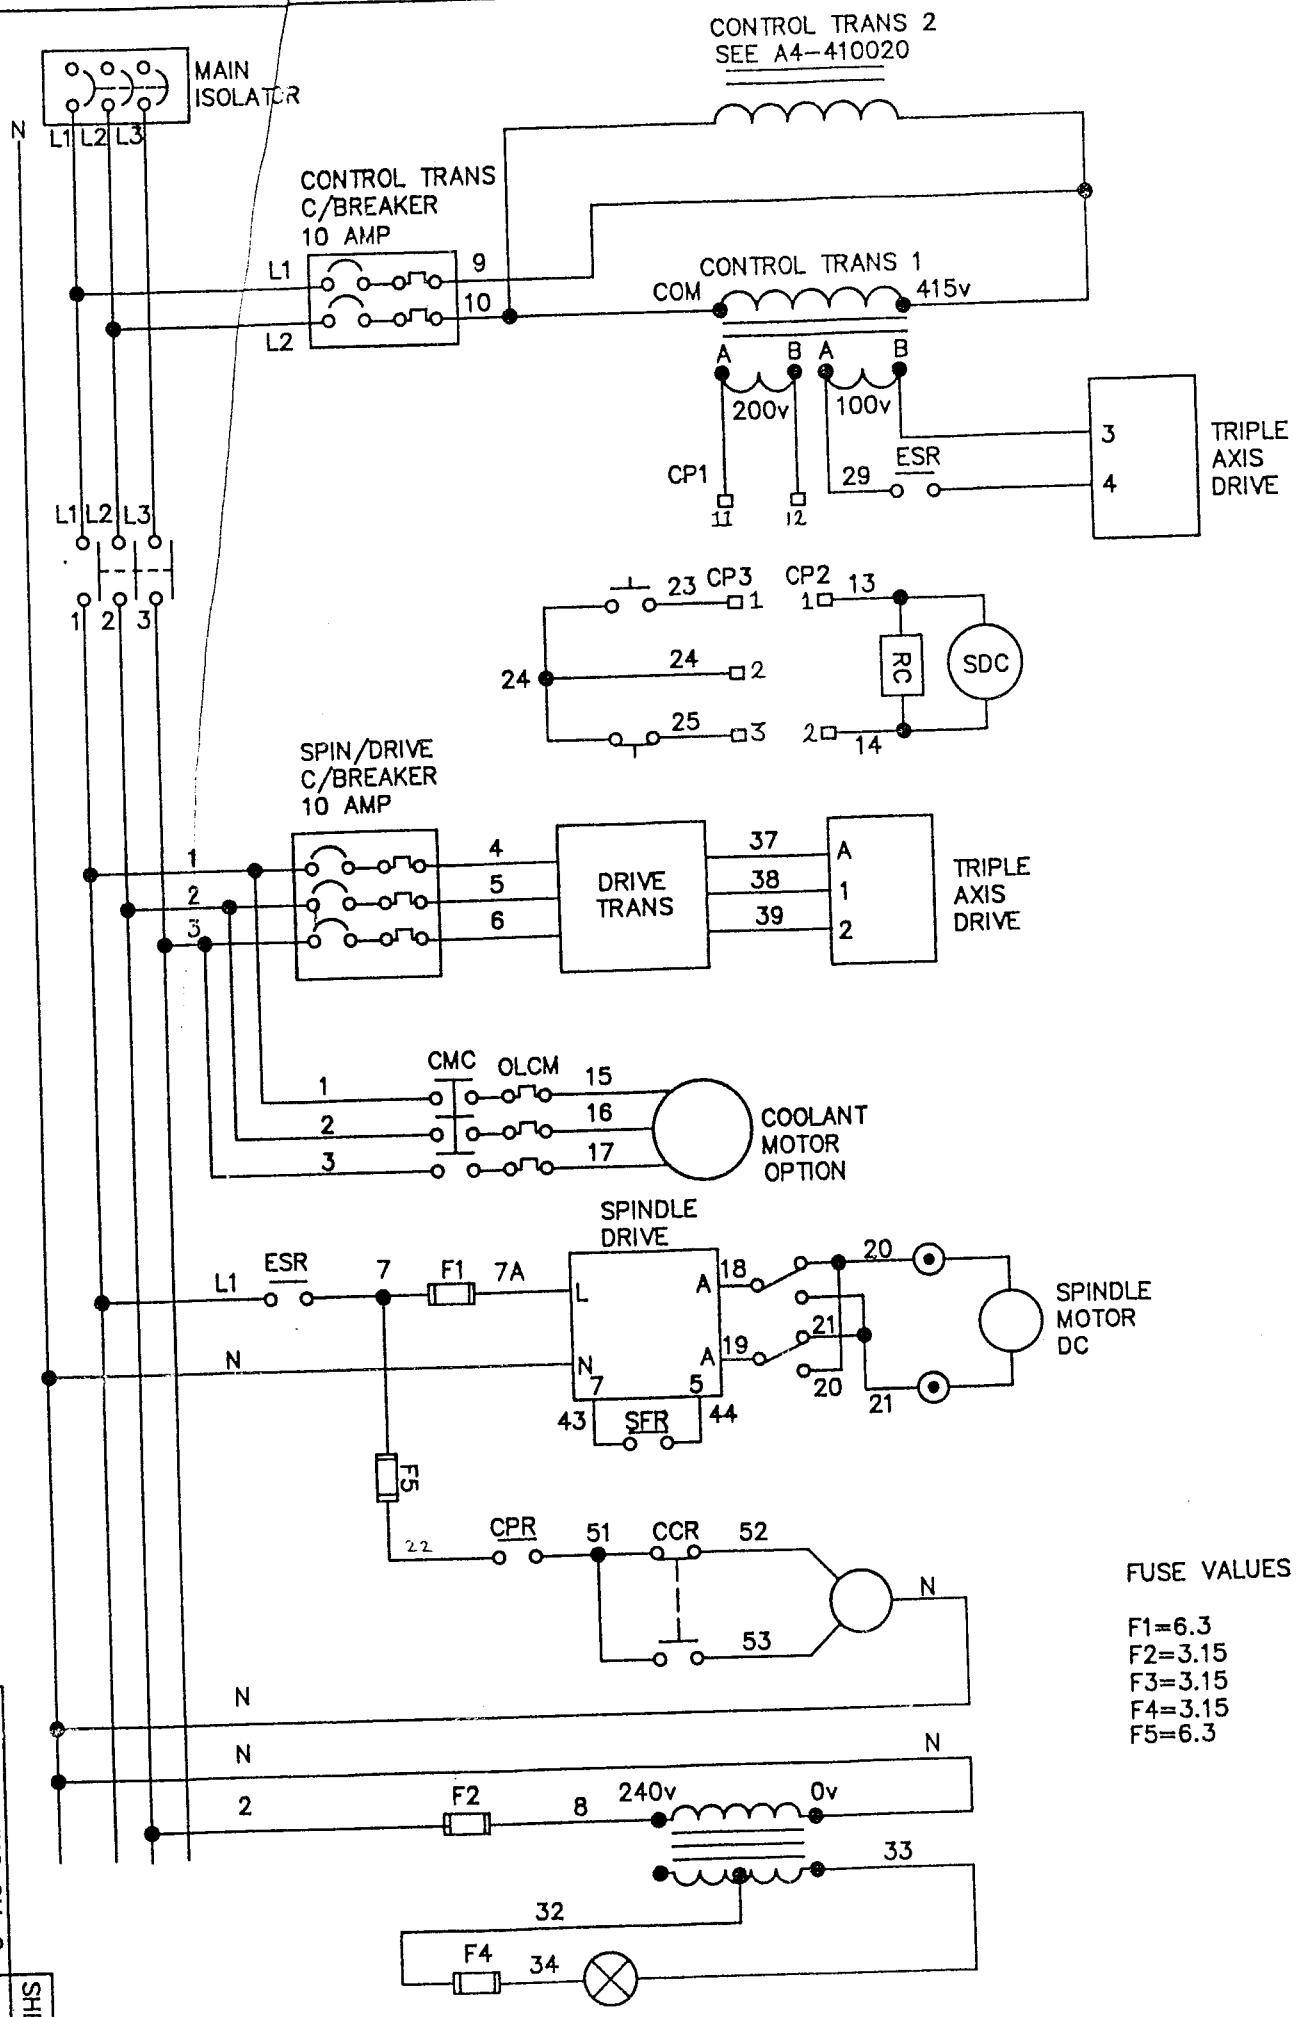 CONTROL TRANS 2
SEE A4-410020
MAIN
ISOLATOR
N
L1 L2 L3
CONTROL TRANS
C/BREAKER
10 AMP
L1
9
CONTROL TRANS 1
COM
415v
10
L2
A B A B
200v
100v
3
TRIPLE
AXIS
DRIVE
CP1
29
ESR
4
11
12
L1 L2 L3
1 2 3
23
CP3
1
CP2
1
13
24
24
2
RC
SDC
25
3
2
14
SPIN/DRIVE
C/BREAKER
10 AMP
1
4
37
A
2
5
DRIVE
TRANS
38
1
TRIPLE
AXIS
DRIVE
3
6
39
2
CMC
OLCM
1
15
2
16
3
17
COOLANT
MOTOR
OPTION
SPINDLE
DRIVE
L1
ESR
7
F1
7A
L
A
18
20
SPINDLE
MOTOR
DC
N
N
A
19
21
20
21
7
5
43
SFR
44
F5
22
CPR
51
CCR
52
N
53
FUSE VALUES
F1=6.3
F2=3.15
F3=3.15
F4=3.15
F5=6.3
N
N
N
2
F2
8
240v
0v
33
32
F4
34